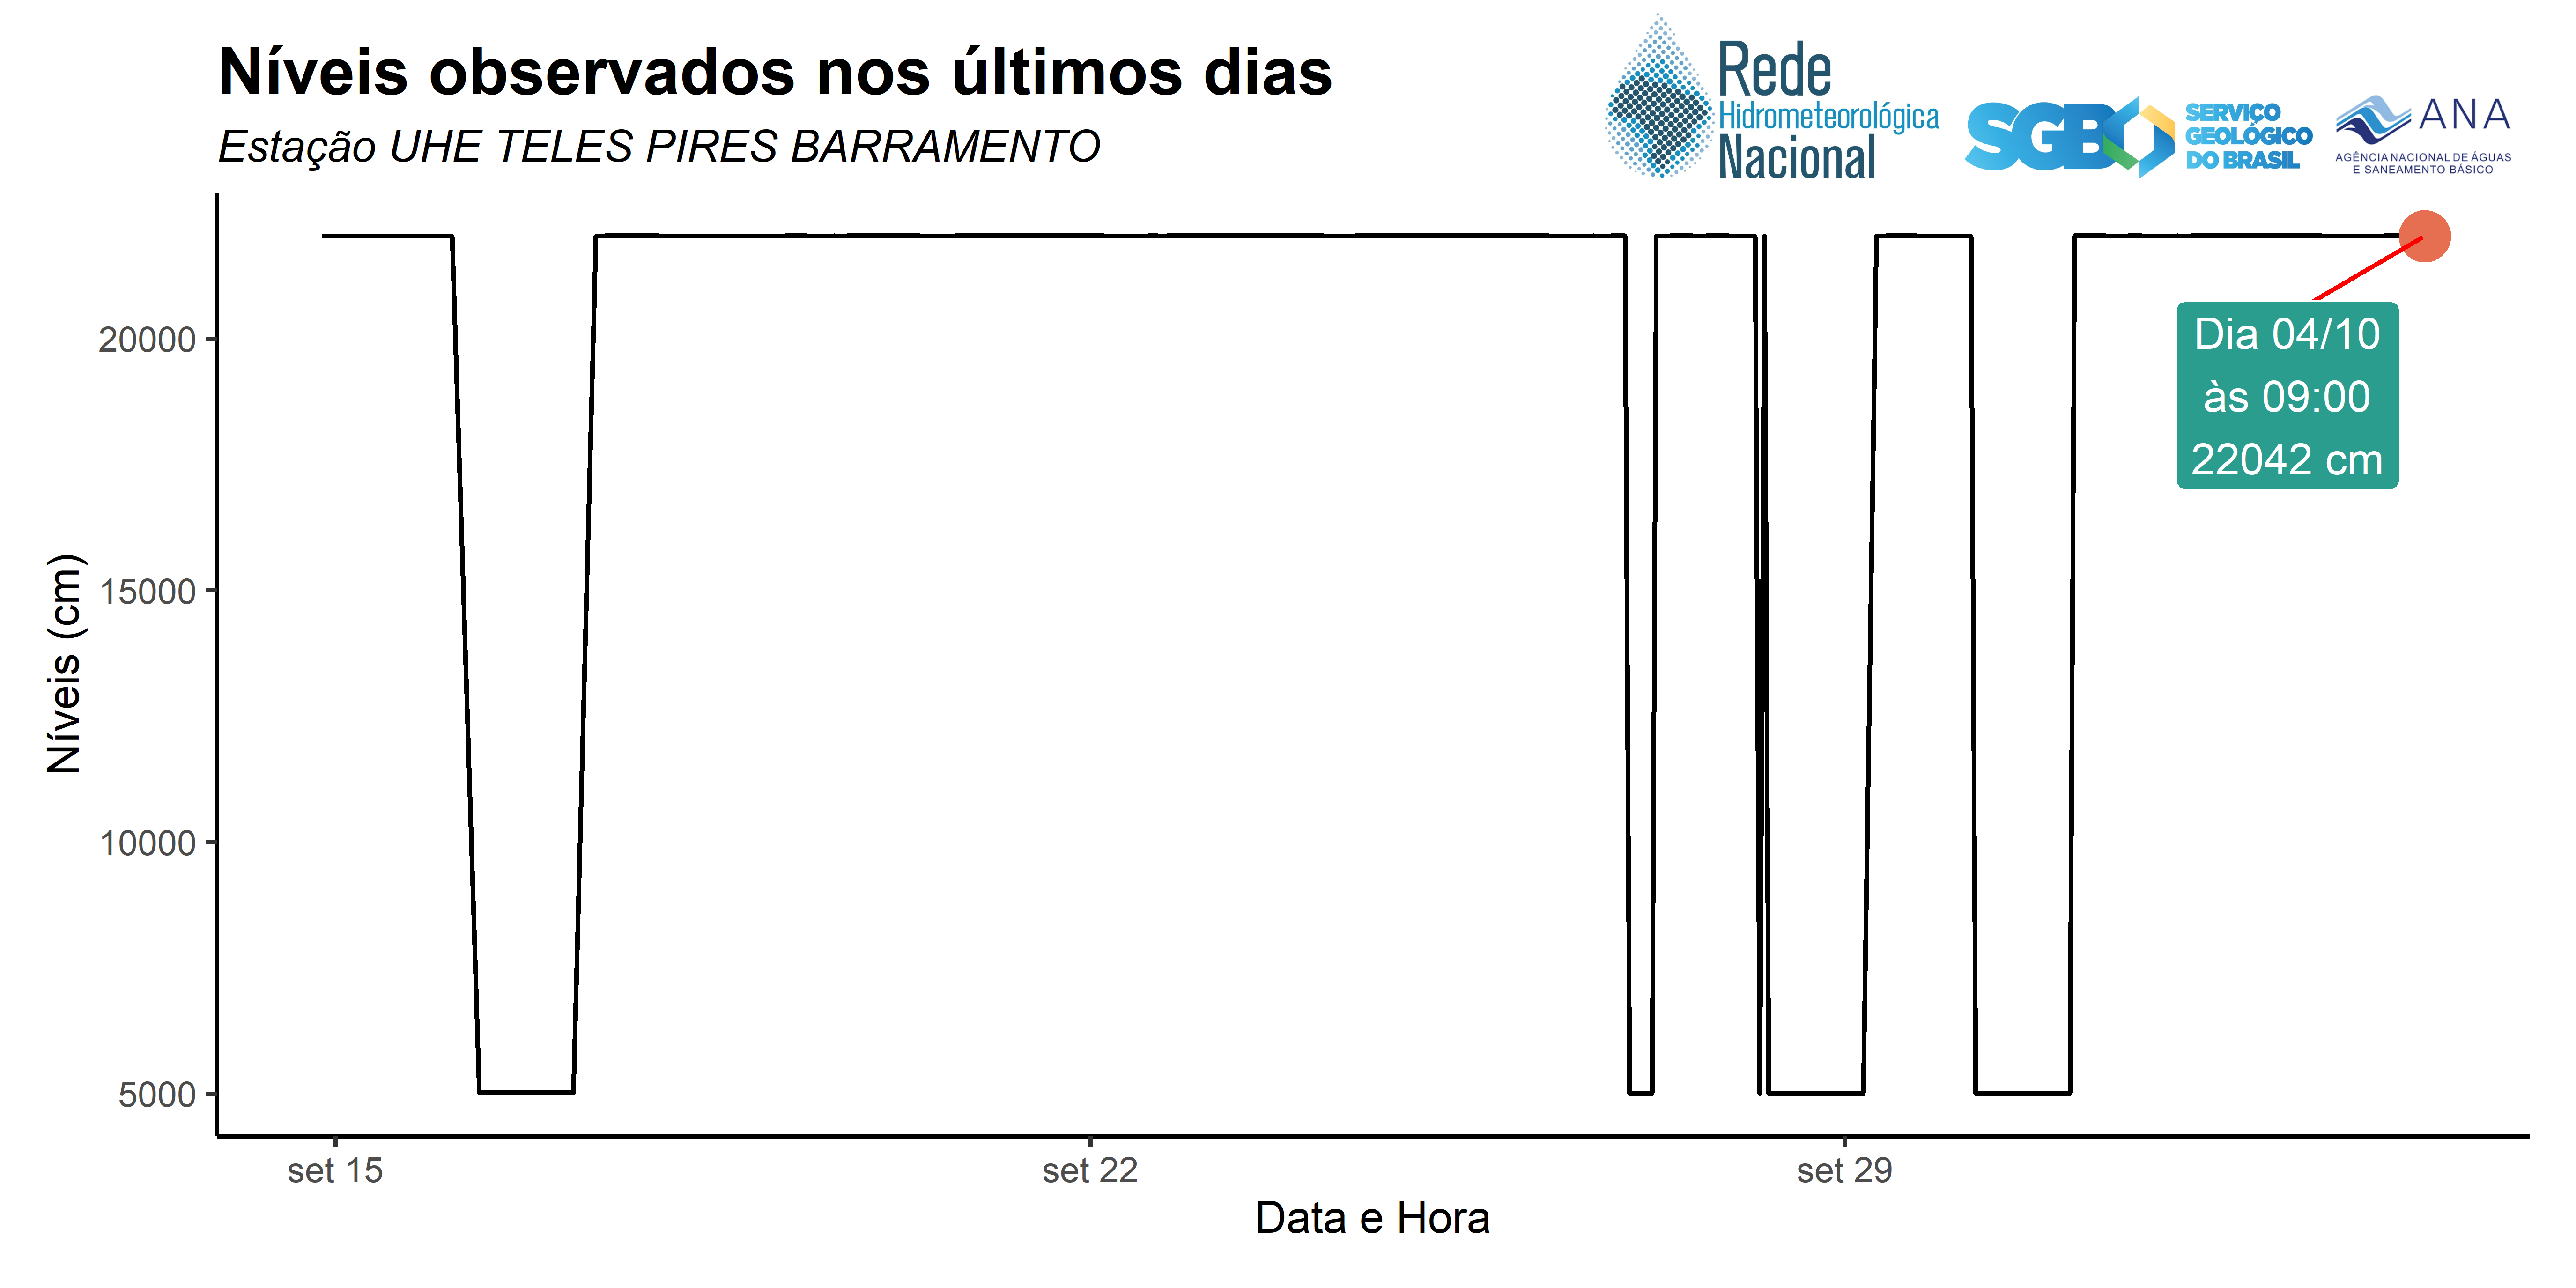 Níveis observados nos últimos dias
Estação UHE TELES PIRES BARRAMENTO
Rede
Hidrometeorológica
Nacional
SGB
SERVIÇO
GEOLÓGICO
DO BRASIL
ANA
AGÊNCIA NACIONAL DE ÁGUAS
E SANEAMENTO BÁSICO
Níveis (cm)
20000
15000
10000
5000
Dia 04/10
às 09:00
22042 cm
set 15
set 22
set 29
Data e Hora